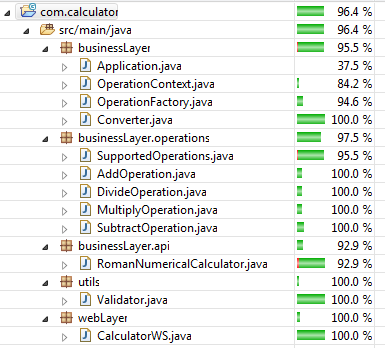 com.calculator 96.4 %
src/main/java 96.4 %
businessLayer 95.5 %
Application.java 37.5 %
OperationContext.java 84.2 %
OperationFactory.java 94.6 %
Converter.java 100.0 %
businessLayer.operations 97.5 %
SupportedOperations.java 95.5 %
AddOperation.java 100.0 %
DivideOperation.java 100.0 %
MultiplyOperation.java 100.0 %
SubtractOperation.java 100.0 %
businessLayer.api 92.9 %
RomanNumericalCalculator.java 92.9 %
utils 100.0 %
Validator.java 100.0 %
webLayer 100.0 %
CalculatorWS.java 100.0 %